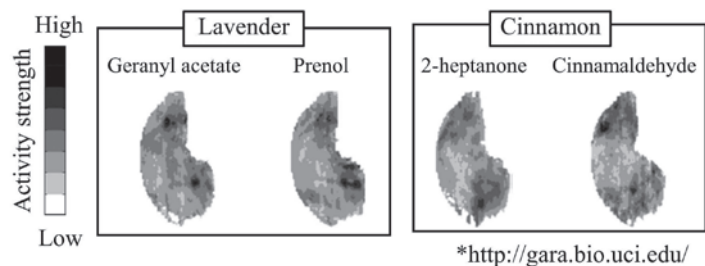 High
Activity strength
Low
Lavender
Geranyl acetate Prenol
Cinnamon
2-heptanone Cinnamaldehyde
*http://gara.bio.uci.edu/